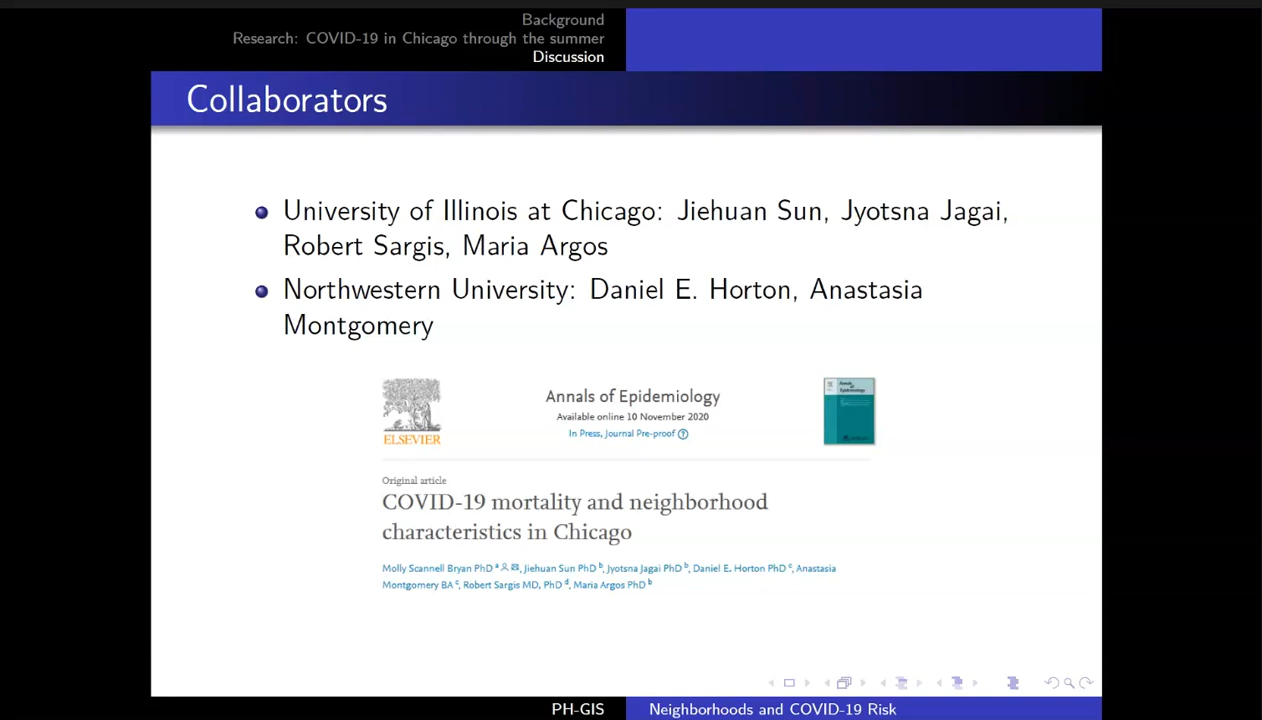 Background
Research: COVID-19 in Chicago through the summer
Discussion
Collaborators
University of Illinois at Chicago: Jiehuan Sun, Jyotsna Jagai,
Robert Sargis, Maria Argos
Northwestern University: Daniel E. Horton, Anastasia
Montgomery
ELSEVIER
Annals of Epidemiology
Available online 10 November 2020
In Press, Journal Pre-proof ?
Annals
of
Epidemiology
Original article
COVID-19 mortality and neighborhood
characteristics in Chicago
Molly Scannell Bryan PhD a, Jiehuan Sun PhD b, Jyotsna Jagai PhD b, Daniel E. Horton PhD c, Anastasia
Montgomery BA c, Robert Sargis MD, PhD d, Maria Argos PhD b
PH-GIS
Neighborhoods and COVID-19 Risk